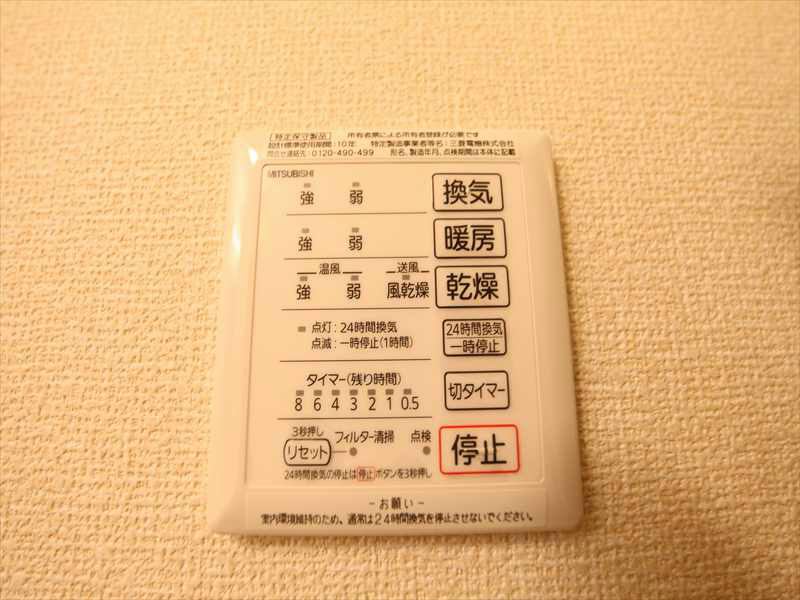 特定保守製品 所有者票による所有者登録が必要です
設計標準使用期間:10年 特定製造事業者等名:三菱電機株式会社
問合せ連絡先:0120-490-499 形名、製造年月、点検期間は本体に記載
MITSUBISHI
強 弱 換気
強 弱 暖房
温風 送風
強 弱 風乾燥 乾燥
点灯:24時間換気
点滅:一時停止(1時間)
24時間換気
一時停止
タイマー(残り時間)
8 6 4 3 2 1 0.5
切タイマー
3秒押し
リセット フィルター清掃 点検
停止
24時間換気の停止は停止ボタンを3秒押し
-お願い-
室内環境維持のため、通常は24時間換気を停止させないでください。